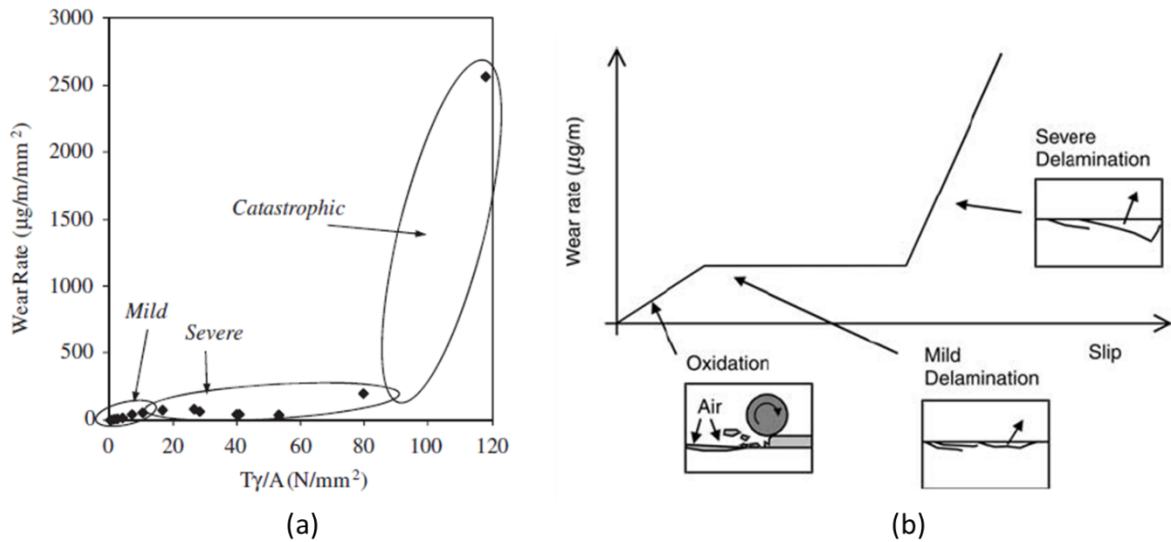 3000
2500
2000
1500
1000
500
0
Wear Rate (μg/m/mm²)
Catastrophic
Mild
Severe
0 20 40 60 80 100 120
Tγ/A (N/mm²)
(a)
Wear rate (μg/m)
Severe
Delamination
Slip
Oxidation
Air
Mild
Delamination
(b)